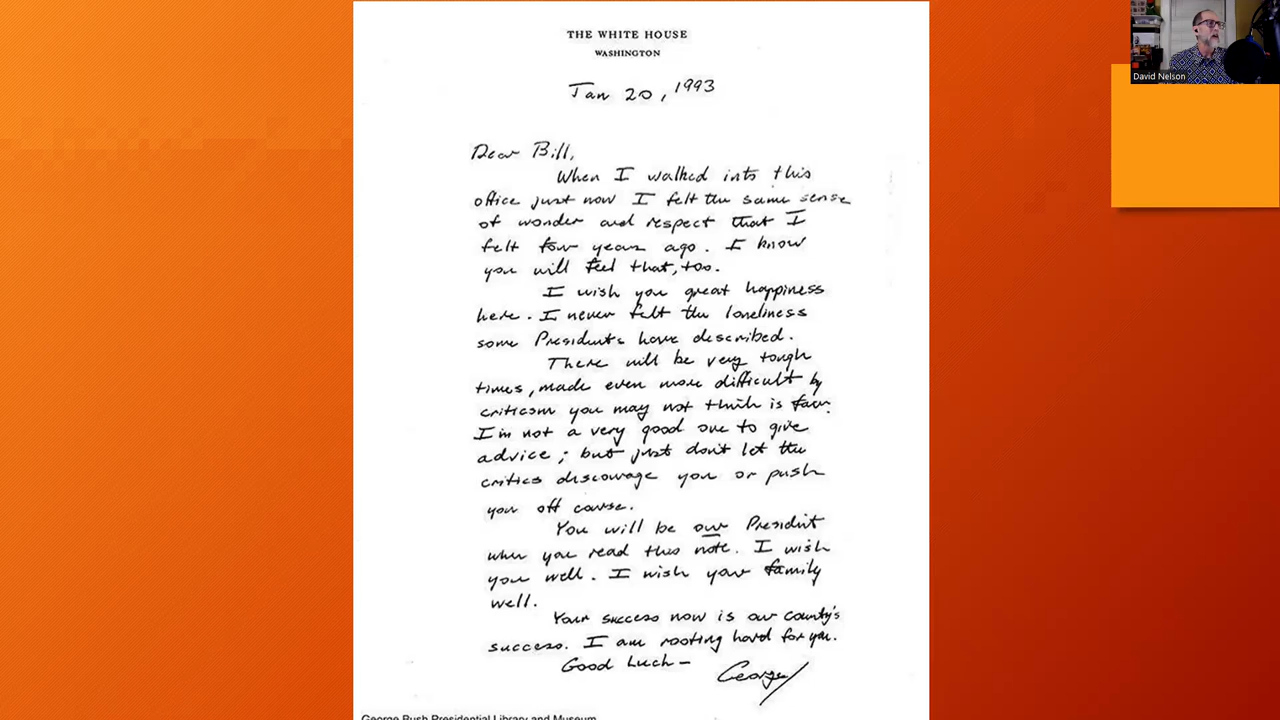 THE WHITE HOUSE
WASHINGTON
Jan 20, 1993
Dear Bill,
When I walked into this
office just now I felt the same sense
of wonder and respect that I
felt four years ago. I know
you will feel that, too.
I wish you great happiness
here. I never felt the loneliness
some Presidents have described.
There will be very tough
times, made even more difficult by
criticism you may not think is fair.
I'm not a very good one to give
advice; but just don't let the
critics discourage you or push
you off course.
You will be our President
when you read this note. I wish
you well. I wish your family
well.
Your success now is our country's
success. I am rooting hard for you.
Good Luck –
George
George Bush Presidential Library and Museum
David Nelson